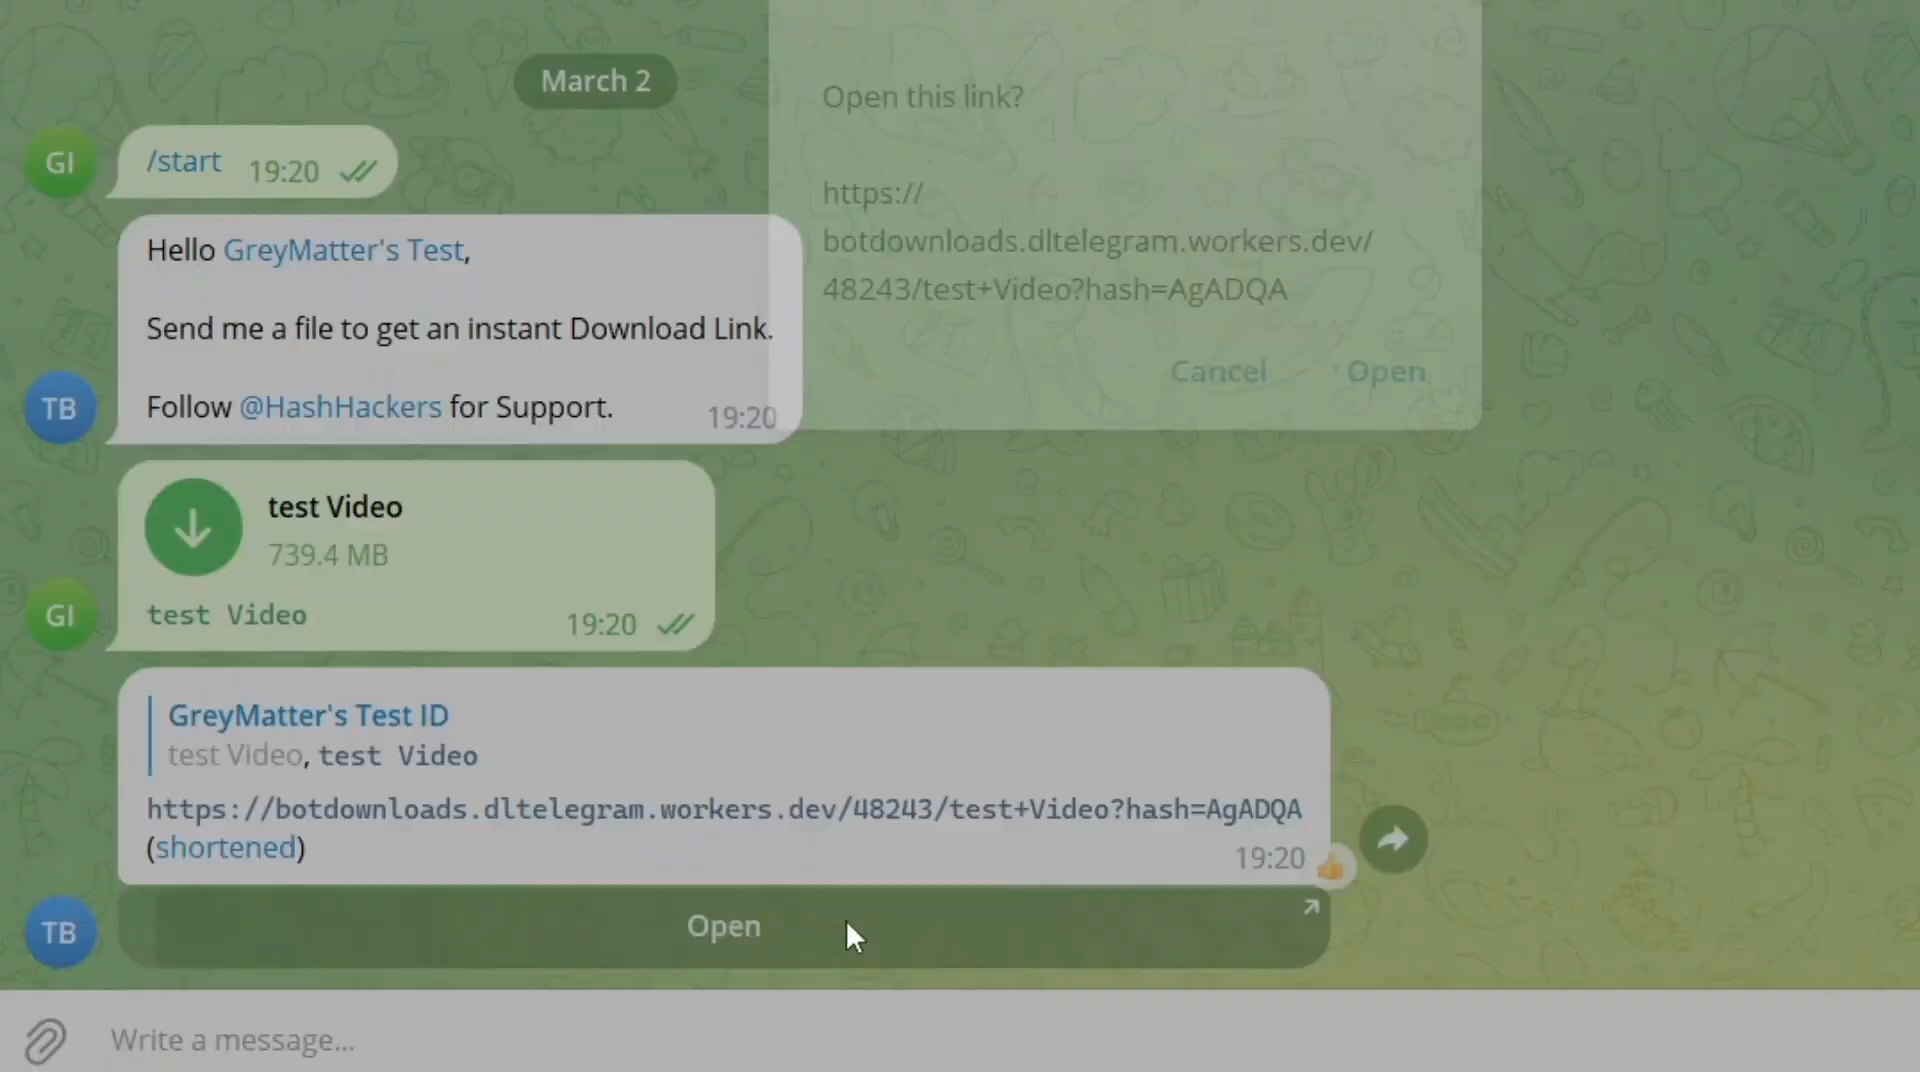 March 2
GI
/start 19:20
Hello GreyMatter's Test,
Send me a file to get an instant Download Link.
Follow @HashHackers for Support.
19:20
TB
Open this link?
https://
botdownloads.dltelegram.workers.dev/
48243/test+Video?hash=AgADQA
Cancel Open
test Video
739.4 MB
test Video
19:20
GI
GreyMatter's Test ID
test Video, test Video
https://botdownloads.dltelegram.workers.dev/48243/test+Video?hash=AgADQA
(shortened)
19:20
Open
TB
Write a message...